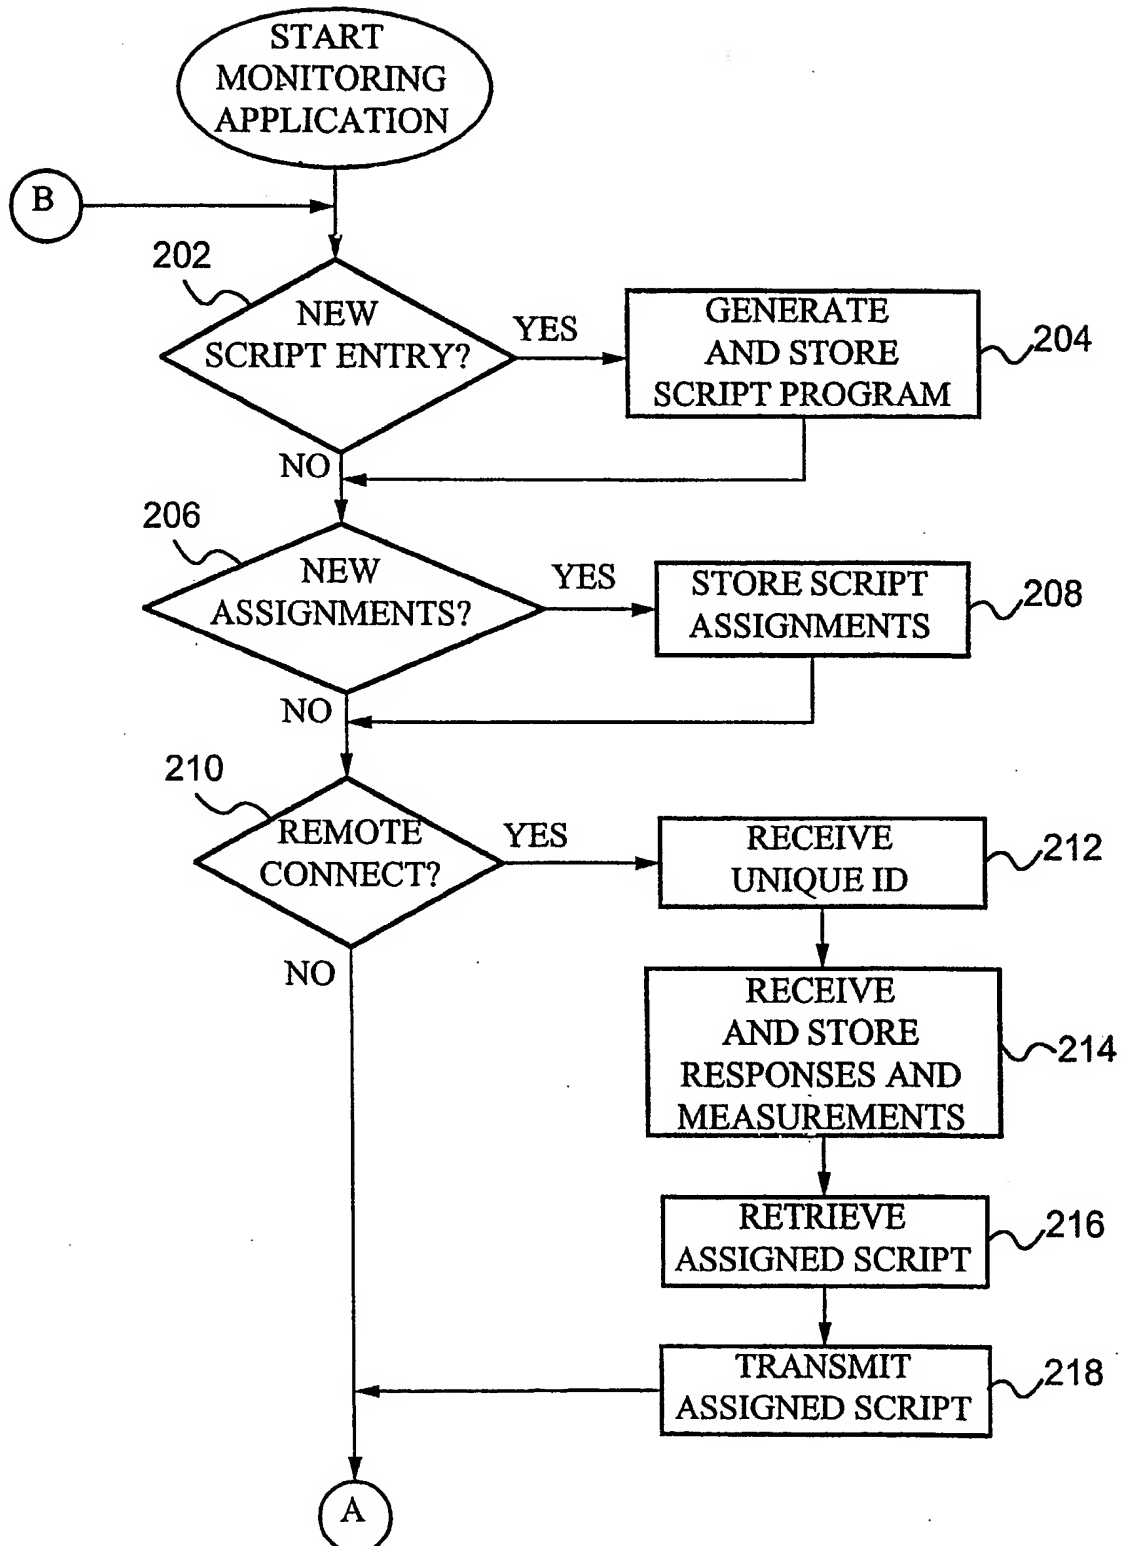 START
MONITORING
APPLICATION
B
202
NEW
SCRIPT ENTRY?
YES
GENERATE
AND STORE
SCRIPT PROGRAM
204
NO
206
NEW
ASSIGNMENTS?
YES
STORE SCRIPT
ASSIGNMENTS
208
NO
210
REMOTE
CONNECT?
YES
RECEIVE
UNIQUE ID
212
NO
RECEIVE
AND STORE
RESPONSES AND
MEASUREMENTS
214
RETRIEVE
ASSIGNED SCRIPT
216
TRANSMIT
ASSIGNED SCRIPT
218
A